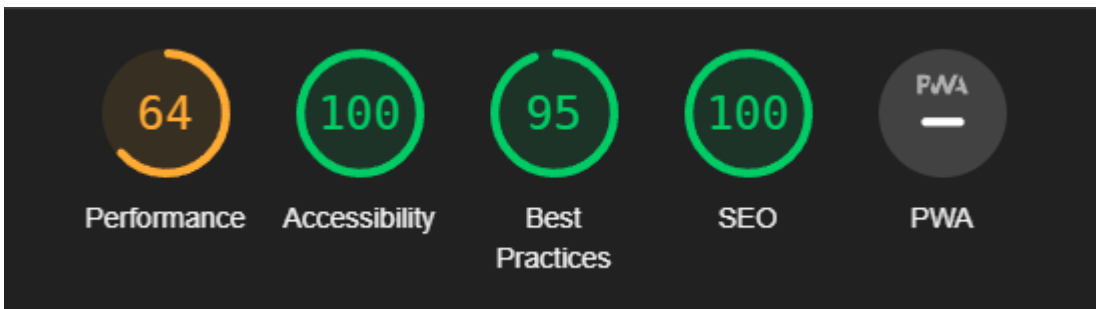 64 100 95 100 PWA
Performance Accessibility Best SEO PWA
Practices